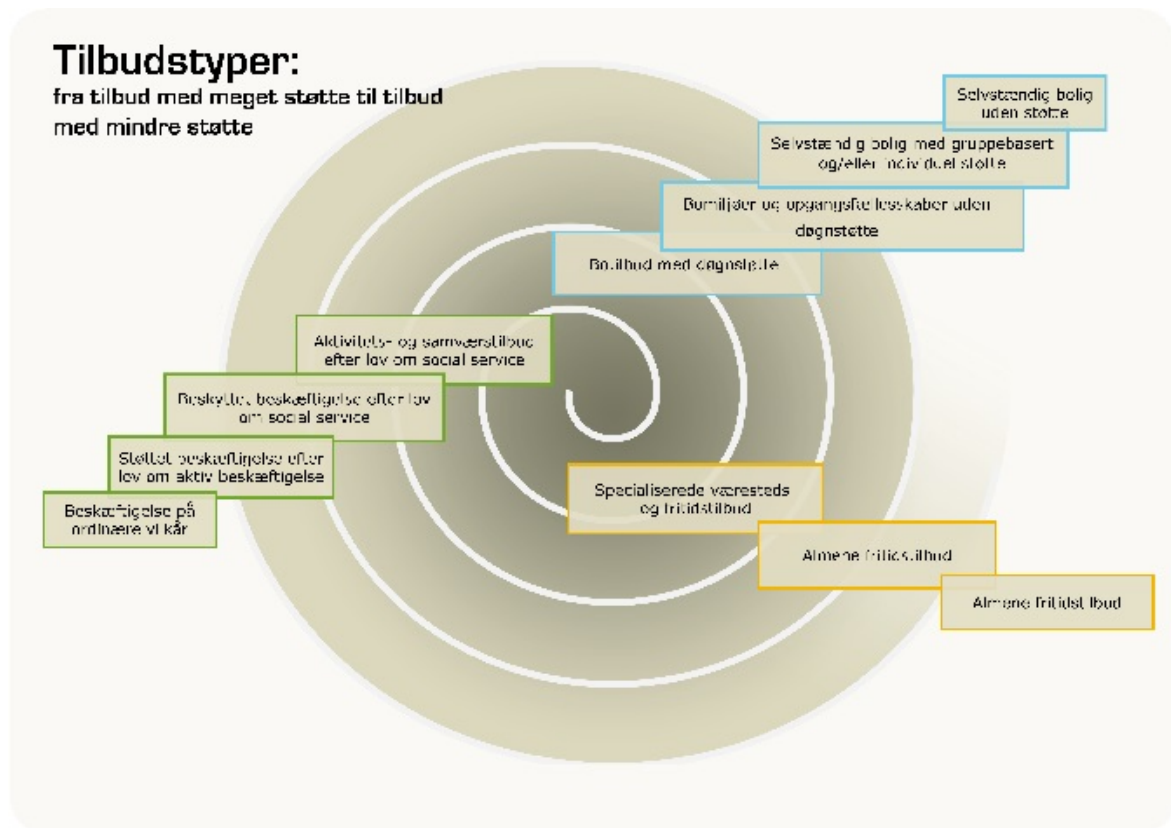 Tilbudstyper:
fra tilbud med meget støtte til tilbud
med mindre støtte
Selvstændig bolig
uden støtte
Selvstændig bolig med gruppebasert
og/eller individuel støtte
Bomiljøer og opgangsfællesskaber uden
døgnstøtte
Botilbud med døgnstøtte
Aktivitets- og samværstilbud
efter lov om social service
Beskyttet beskæftigelse efter lov
om social service
Støttet beskæftigelse efter
lov om aktiv beskæftigelse
Beskæftigelse på
ordinære vilkår
Specialiserede væresteds
og fritidstilbud
Almene fritidstilbud
Almene fritidstilbud